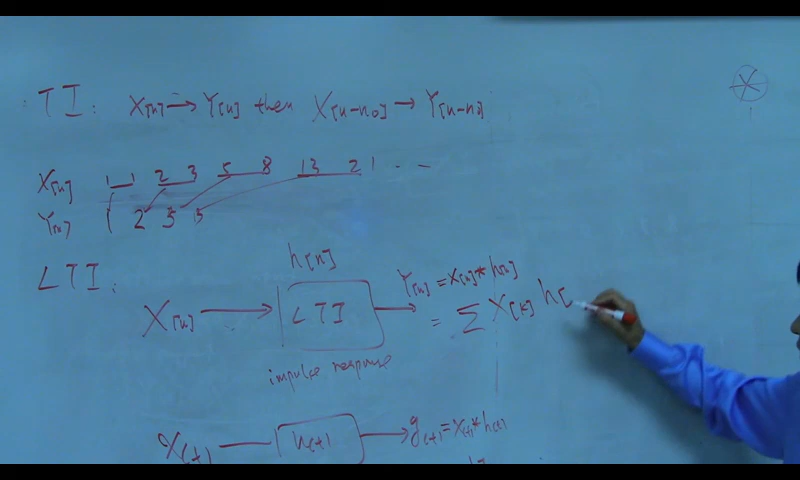 TI: X[n] → Y[n] then X[n-n0] → Y[n-n0]
X[n] 1 1 2 3 5 8 13 21 ...
Y[n] 1 2 5
LTI:
h[n]
X[n] → LTI → Y[n] = X[n] * h[n]
= Σ X[k] h[
impulse response
X(t) h(t) → y(t) = x(t) * h(t)